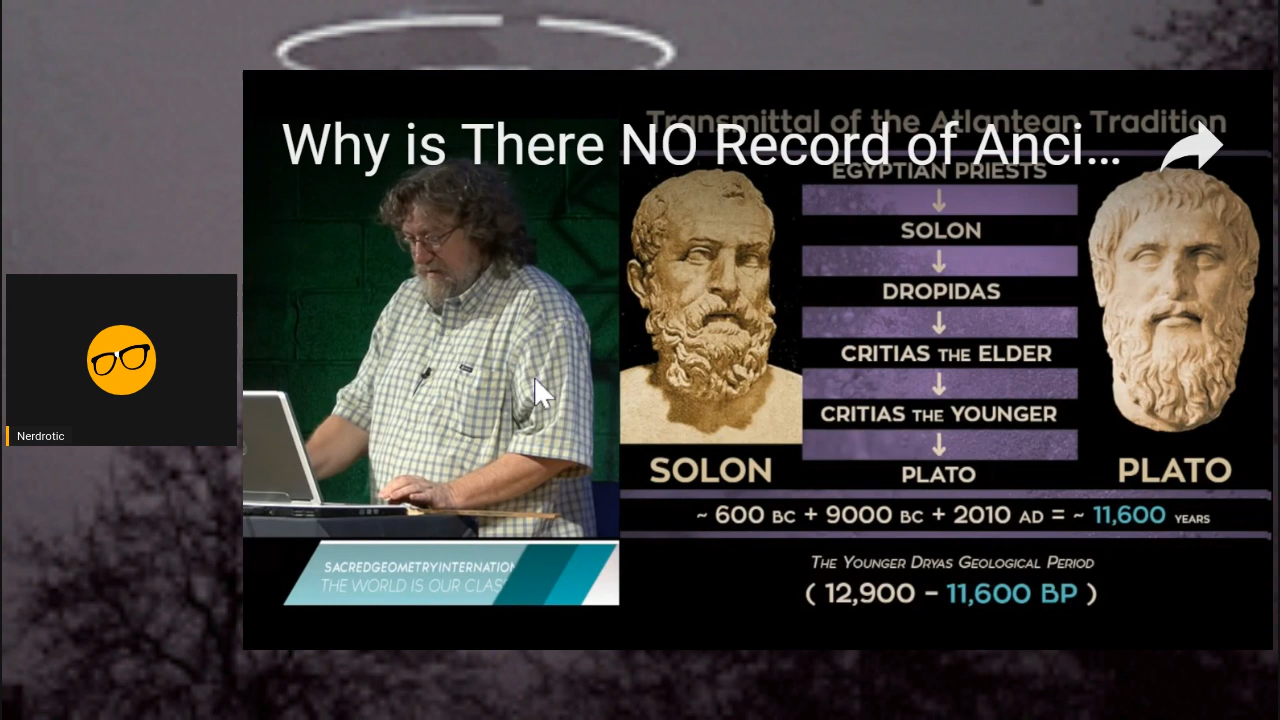 Transmittal of the Atlantean Tradition
Why is There NO Record of Anci...
EGYPTIAN PRIESTS
SOLON
DROPIDAS
CRITIAS THE ELDER
CRITIAS THE YOUNGER
PLATO
SOLON
PLATO
~ 600 BC + 9000 BC + 2010 AD = ~ 11,600 YEARS
THE YOUNGER DRYAS GEOLOGICAL PERIOD
( 12,900 – 11,600 BP )
SACREDGEOMETRYINTERNATION
THE WORLD IS OUR CLAS
Nerdrotic